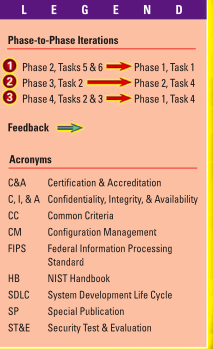 L E G E N D
Phase-to-Phase Iterations
1 Phase 2, Tasks 5 & 6 Phase 1, Task 1
2 Phase 3, Task 2 Phase 2, Task 4
3 Phase 4, Tasks 2 & 3 Phase 1, Task 4
Feedback
Acronyms
C&A Certification & Accreditation
C, I, & A Confidentiality, Integrity, & Availability
CC Common Criteria
CM Configuration Management
FIPS Federal Information Processing
Standard
HB NIST Handbook
SDLC System Development Life Cycle
SP Special Publication
ST&E Security Test & Evaluation